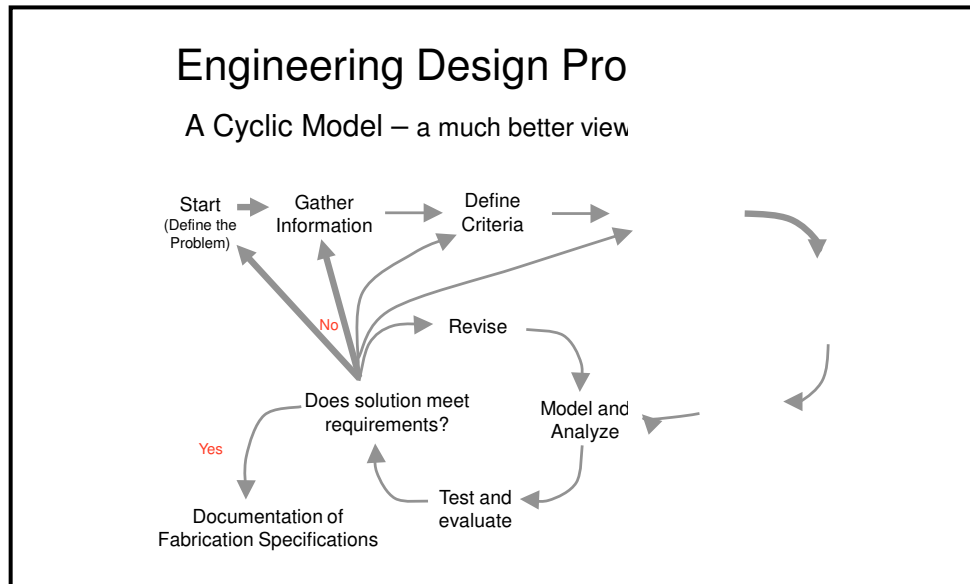 Engineering Design Pro
A Cyclic Model – a much better view
Start
(Define the
Problem)
Gather
Information
Define
Criteria
No
Revise
Does solution meet
requirements?
Model and
Analyze
Yes
Test and
evaluate
Documentation of
Fabrication Specifications